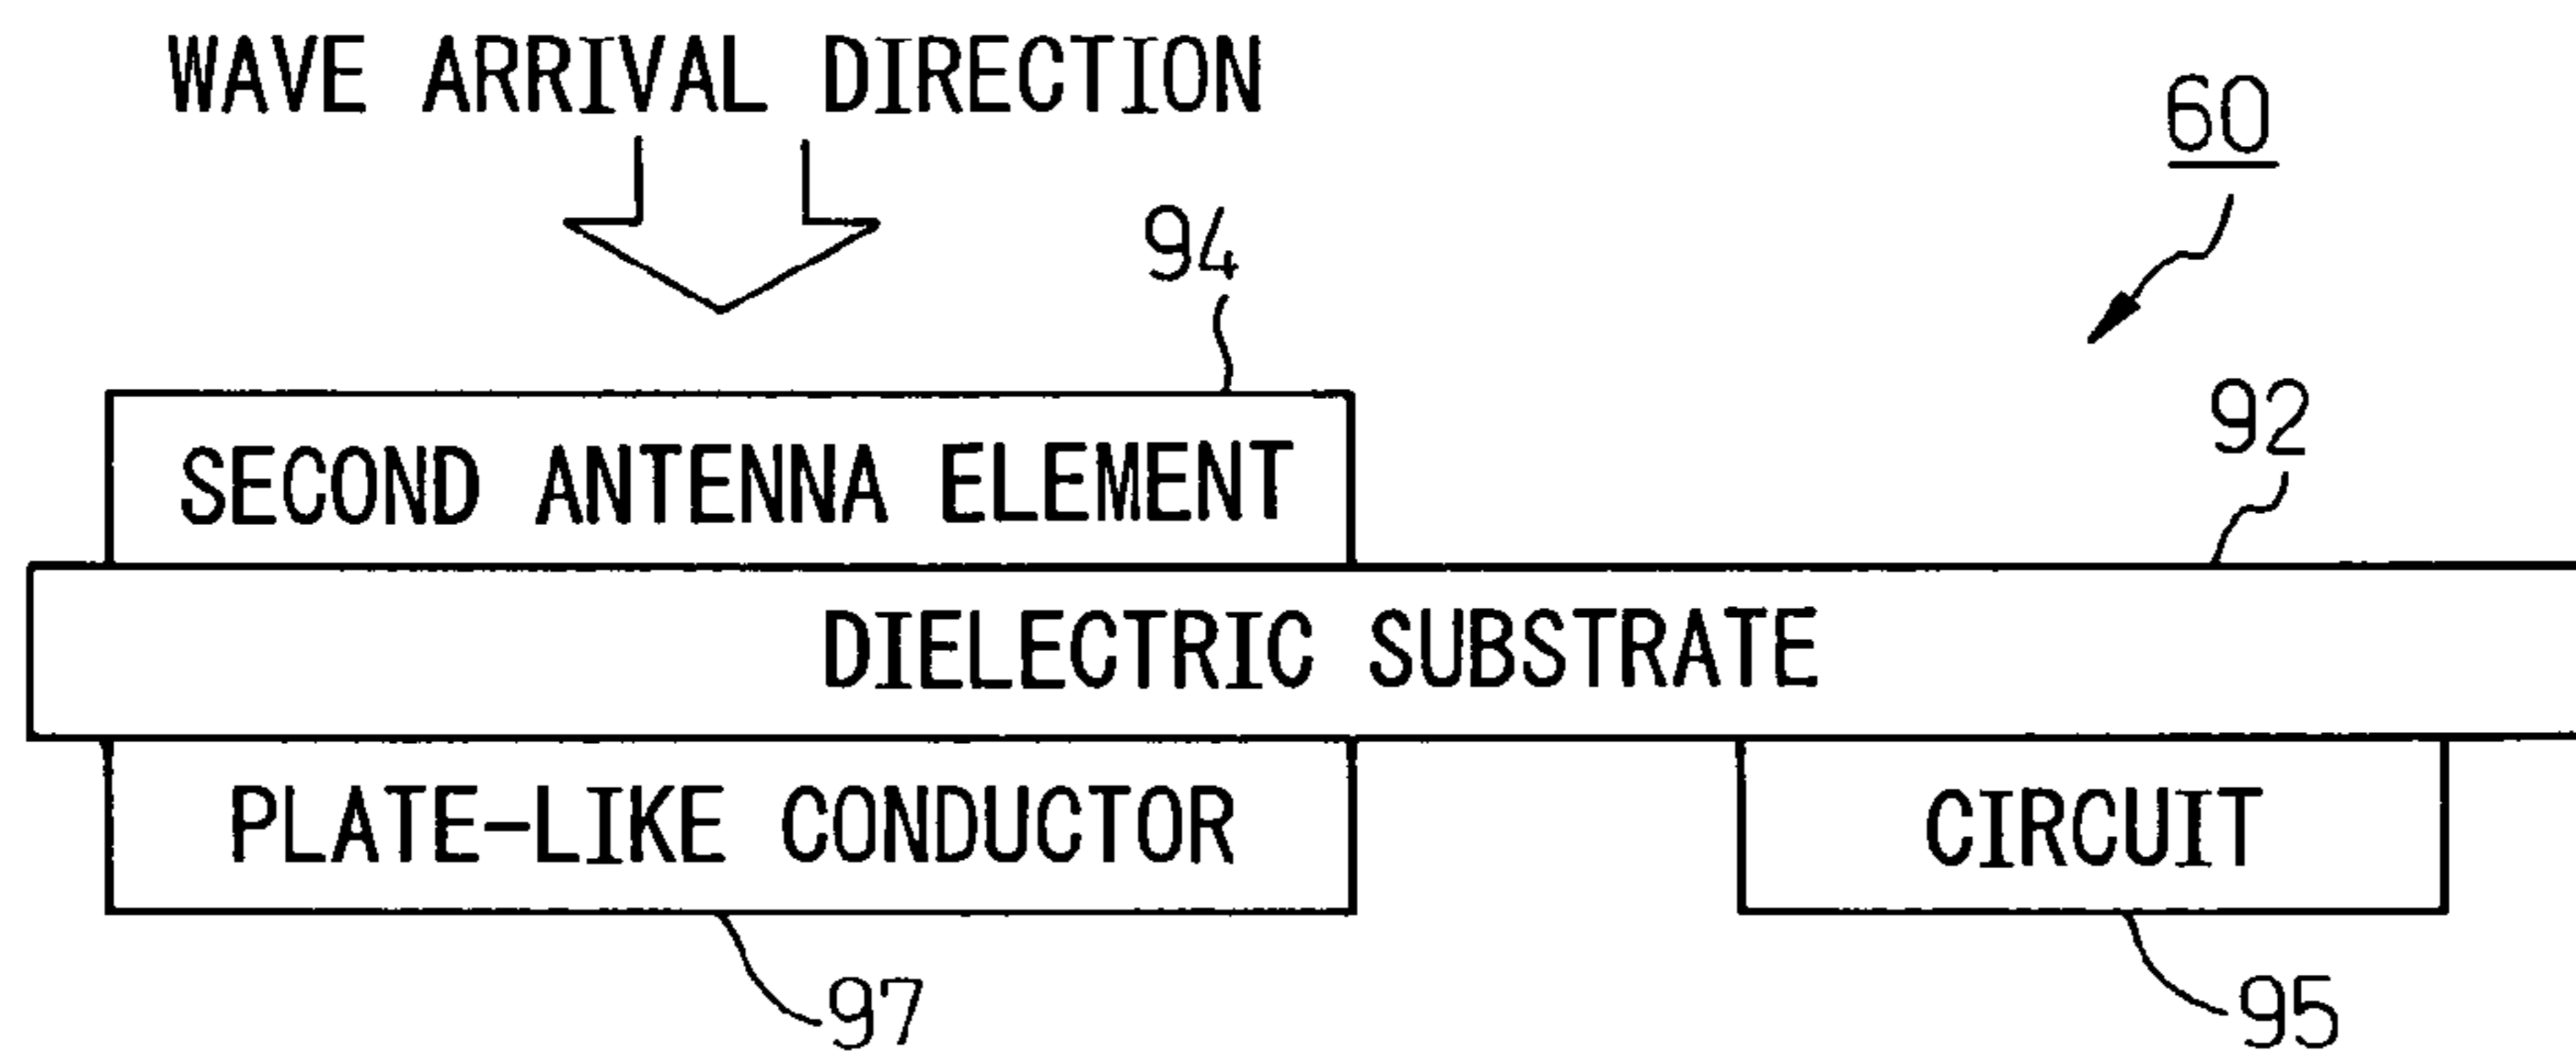 WAVE ARRIVAL DIRECTION
60
94
92
SECOND ANTENNA ELEMENT
DIELECTRIC SUBSTRATE
PLATE-LIKE CONDUCTOR
CIRCUIT
97
95